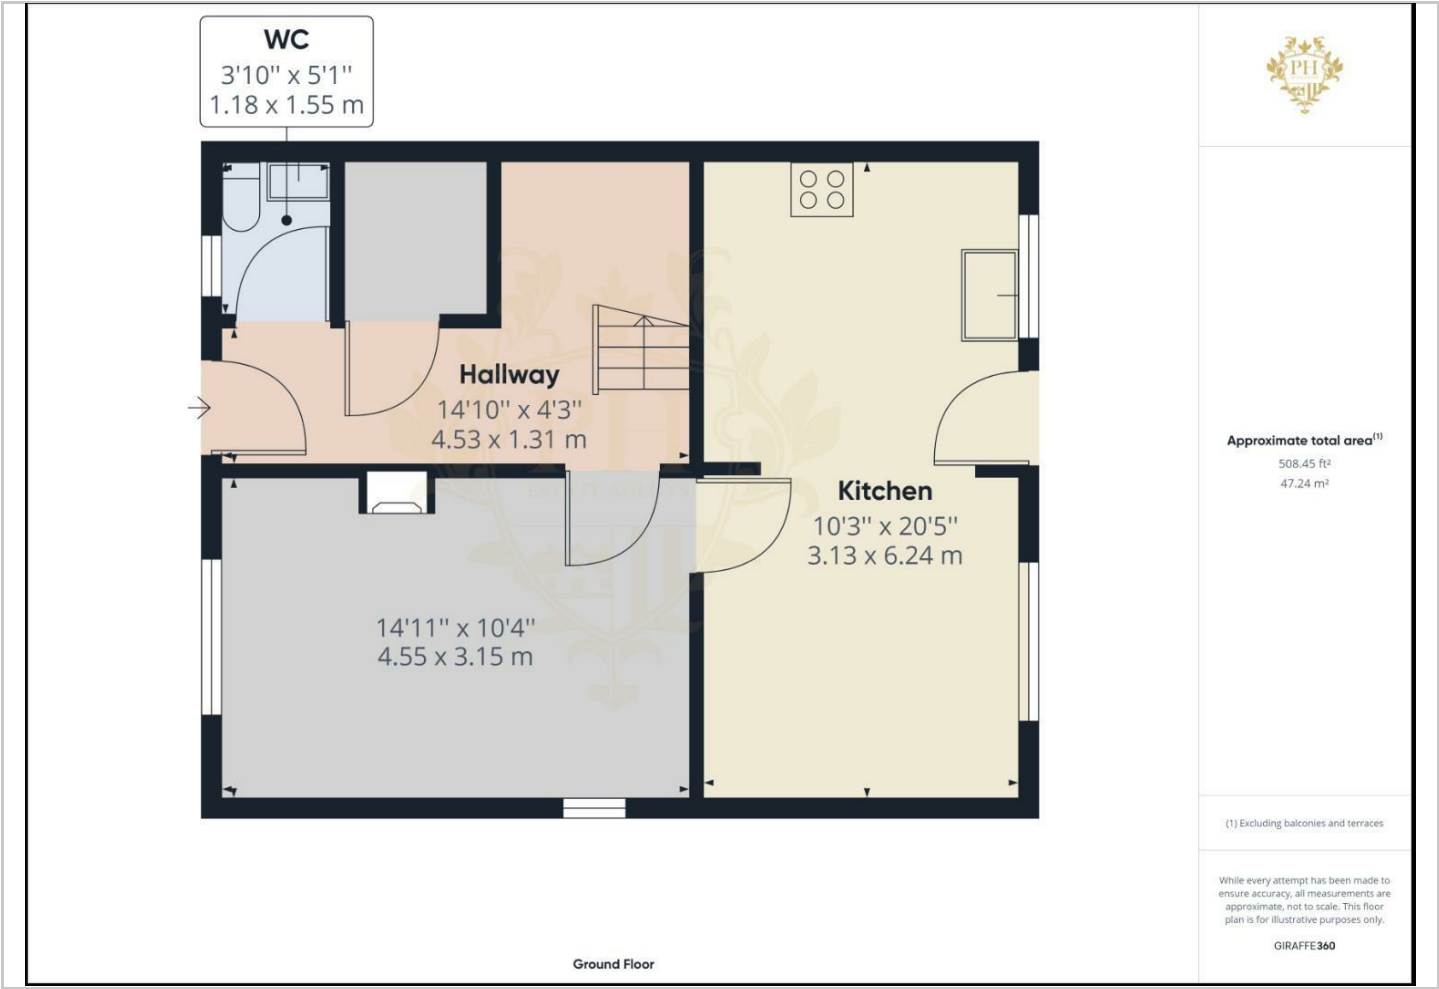 WC
3'10'' x 5'1''
1.18 x 1.55 m
PH
Hallway
14'10'' x 4'3''
4.53 x 1.31 m
PH
Kitchen
10'3'' x 20'5''
3.13 x 6.24 m
14'11'' x 10'4''
4.55 x 3.15 m
Ground Floor
Approximate total area(1)
508.45 ft²
47.24 m²
(1) Excluding balconies and terraces
While every attempt has been made to
ensure accuracy, all measurements are
approximate, not to scale. This floor
plan is for illustrative purposes only.
GIRAFFE360